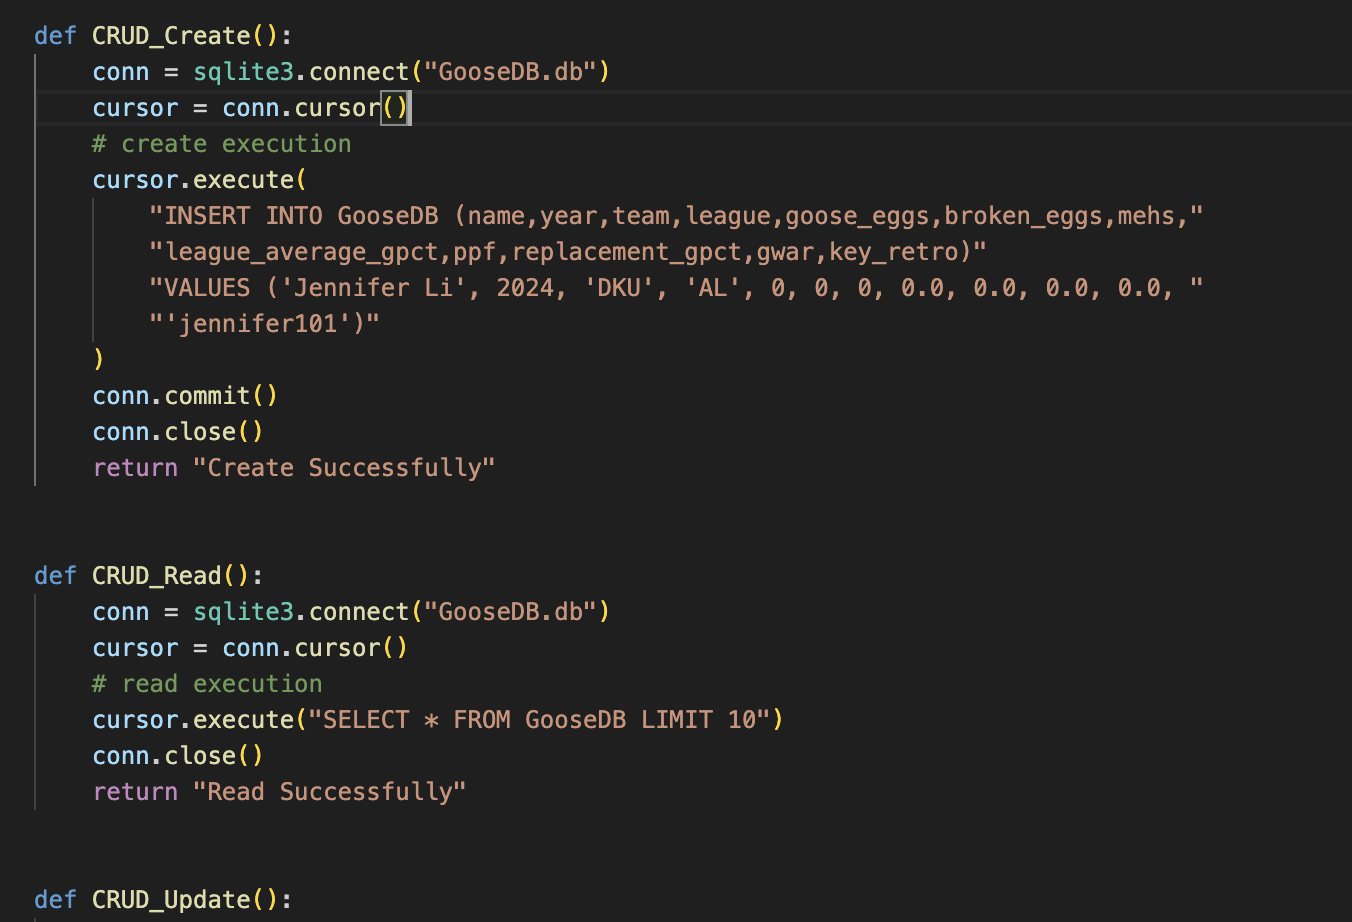 def CRUD_Create():
    conn = sqlite3.connect("GooseDB.db")
    cursor = conn.cursor()
    # create execution
    cursor.execute(
        "INSERT INTO GooseDB (name,year,team,league,goose_eggs,broken_eggs,mehs,"
        "league_average_gpct,ppf,replacement_gpct,gwar,key_retro)"
        "VALUES ('Jennifer Li', 2024, 'DKU', 'AL', 0, 0, 0, 0.0, 0.0, 0.0, 0.0, "
        "'jennifer101')"
    )
    conn.commit()
    conn.close()
    return "Create Successfully"
def CRUD_Read():
    conn = sqlite3.connect("GooseDB.db")
    cursor = conn.cursor()
    # read execution
    cursor.execute("SELECT * FROM GooseDB LIMIT 10")
    conn.close()
    return "Read Successfully"
def CRUD_Update():